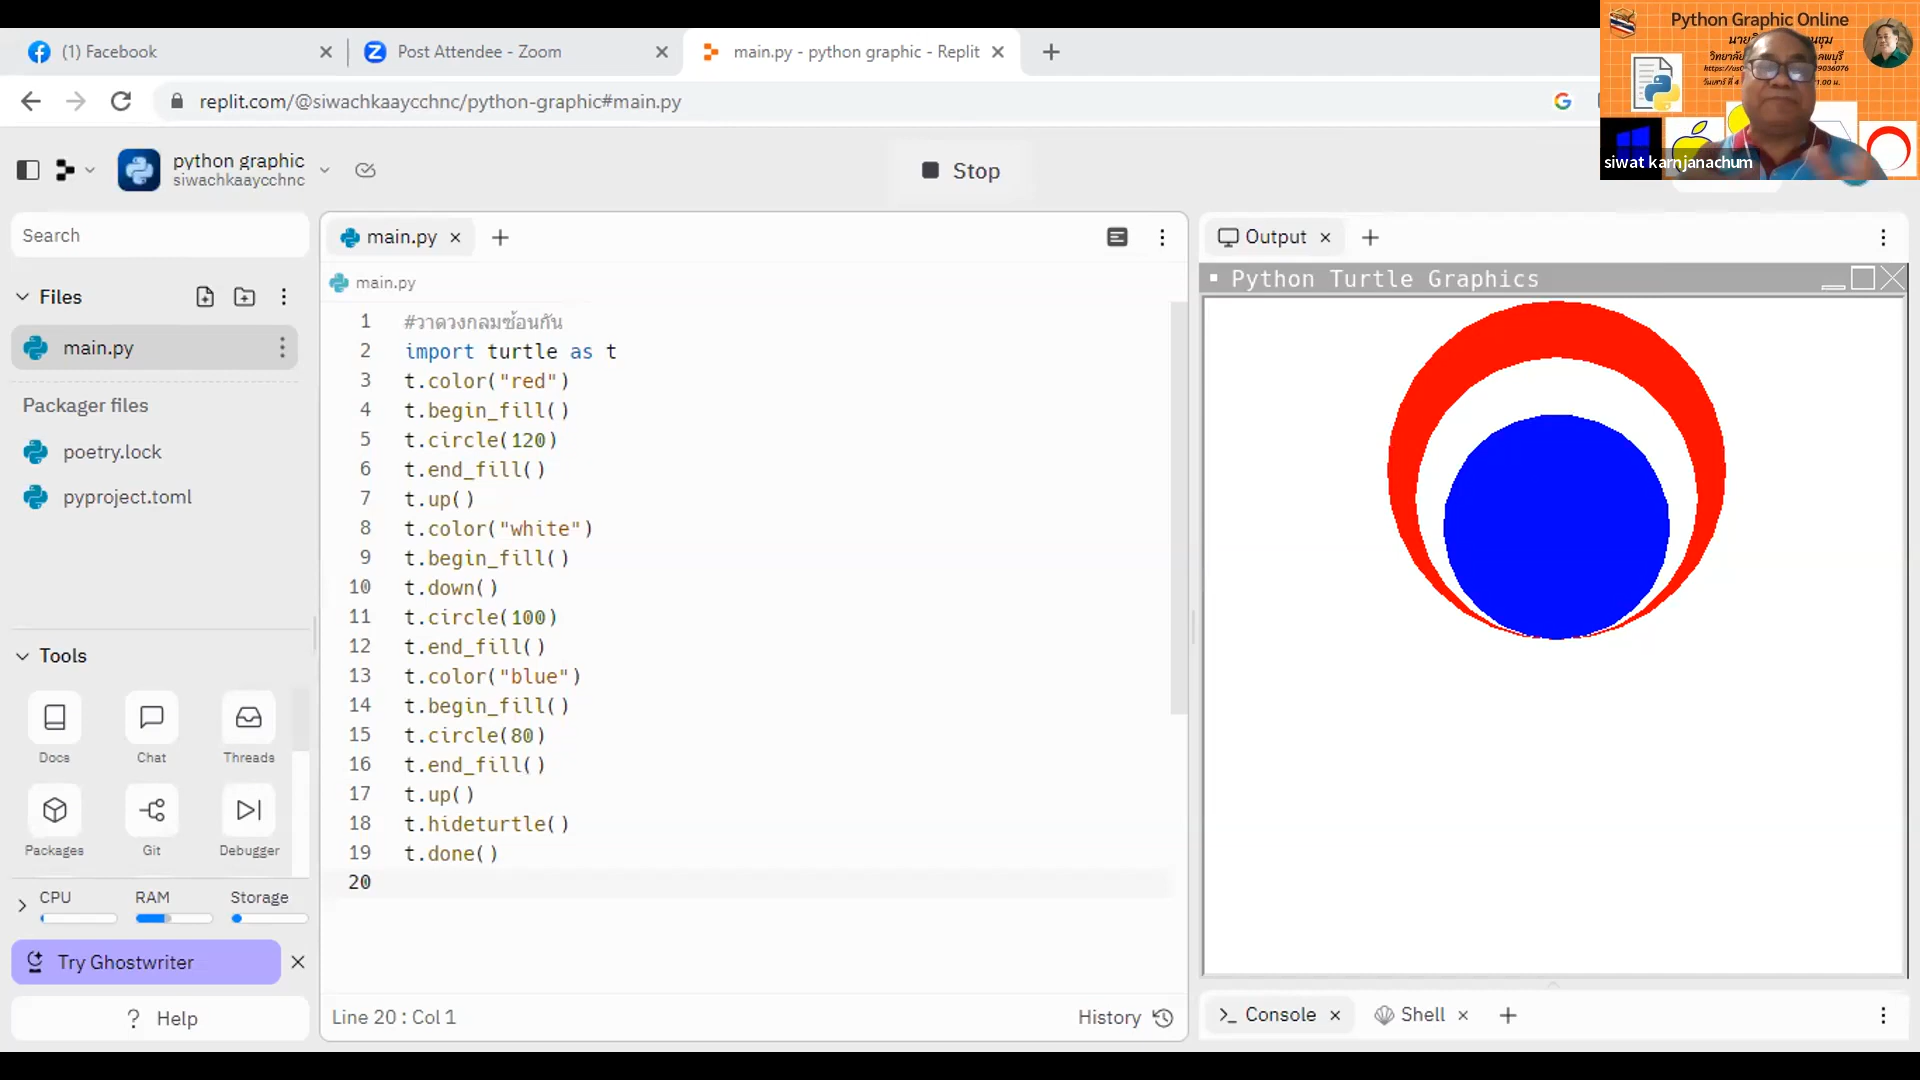 (1) Facebook
Post Attendee - Zoom
main.py - python graphic - Replit
replit.com/@siwachkaaycchnc/python-graphic#main.py
Python Graphic Online
siwat karnjanachum
python graphic
siwachkaaycchnc
Stop
Search
Files
main.py
Packager files
poetry.lock
pyproject.toml
Tools
Docs
Chat
Threads
Packages
Git
Debugger
CPU
RAM
Storage
Try Ghostwriter
? Help
main.py
main.py
1 #วาดวงกลมซ้อนกัน
2 import turtle as t
3 t.color("red")
4 t.begin_fill()
5 t.circle(120)
6 t.end_fill()
7 t.up()
8 t.color("white")
9 t.begin_fill()
10 t.down()
11 t.circle(100)
12 t.end_fill()
13 t.color("blue")
14 t.begin_fill()
15 t.circle(80)
16 t.end_fill()
17 t.up()
18 t.hideturtle()
19 t.done()
20
Line 20 : Col 1
History
Output
Python Turtle Graphics
Console
Shell